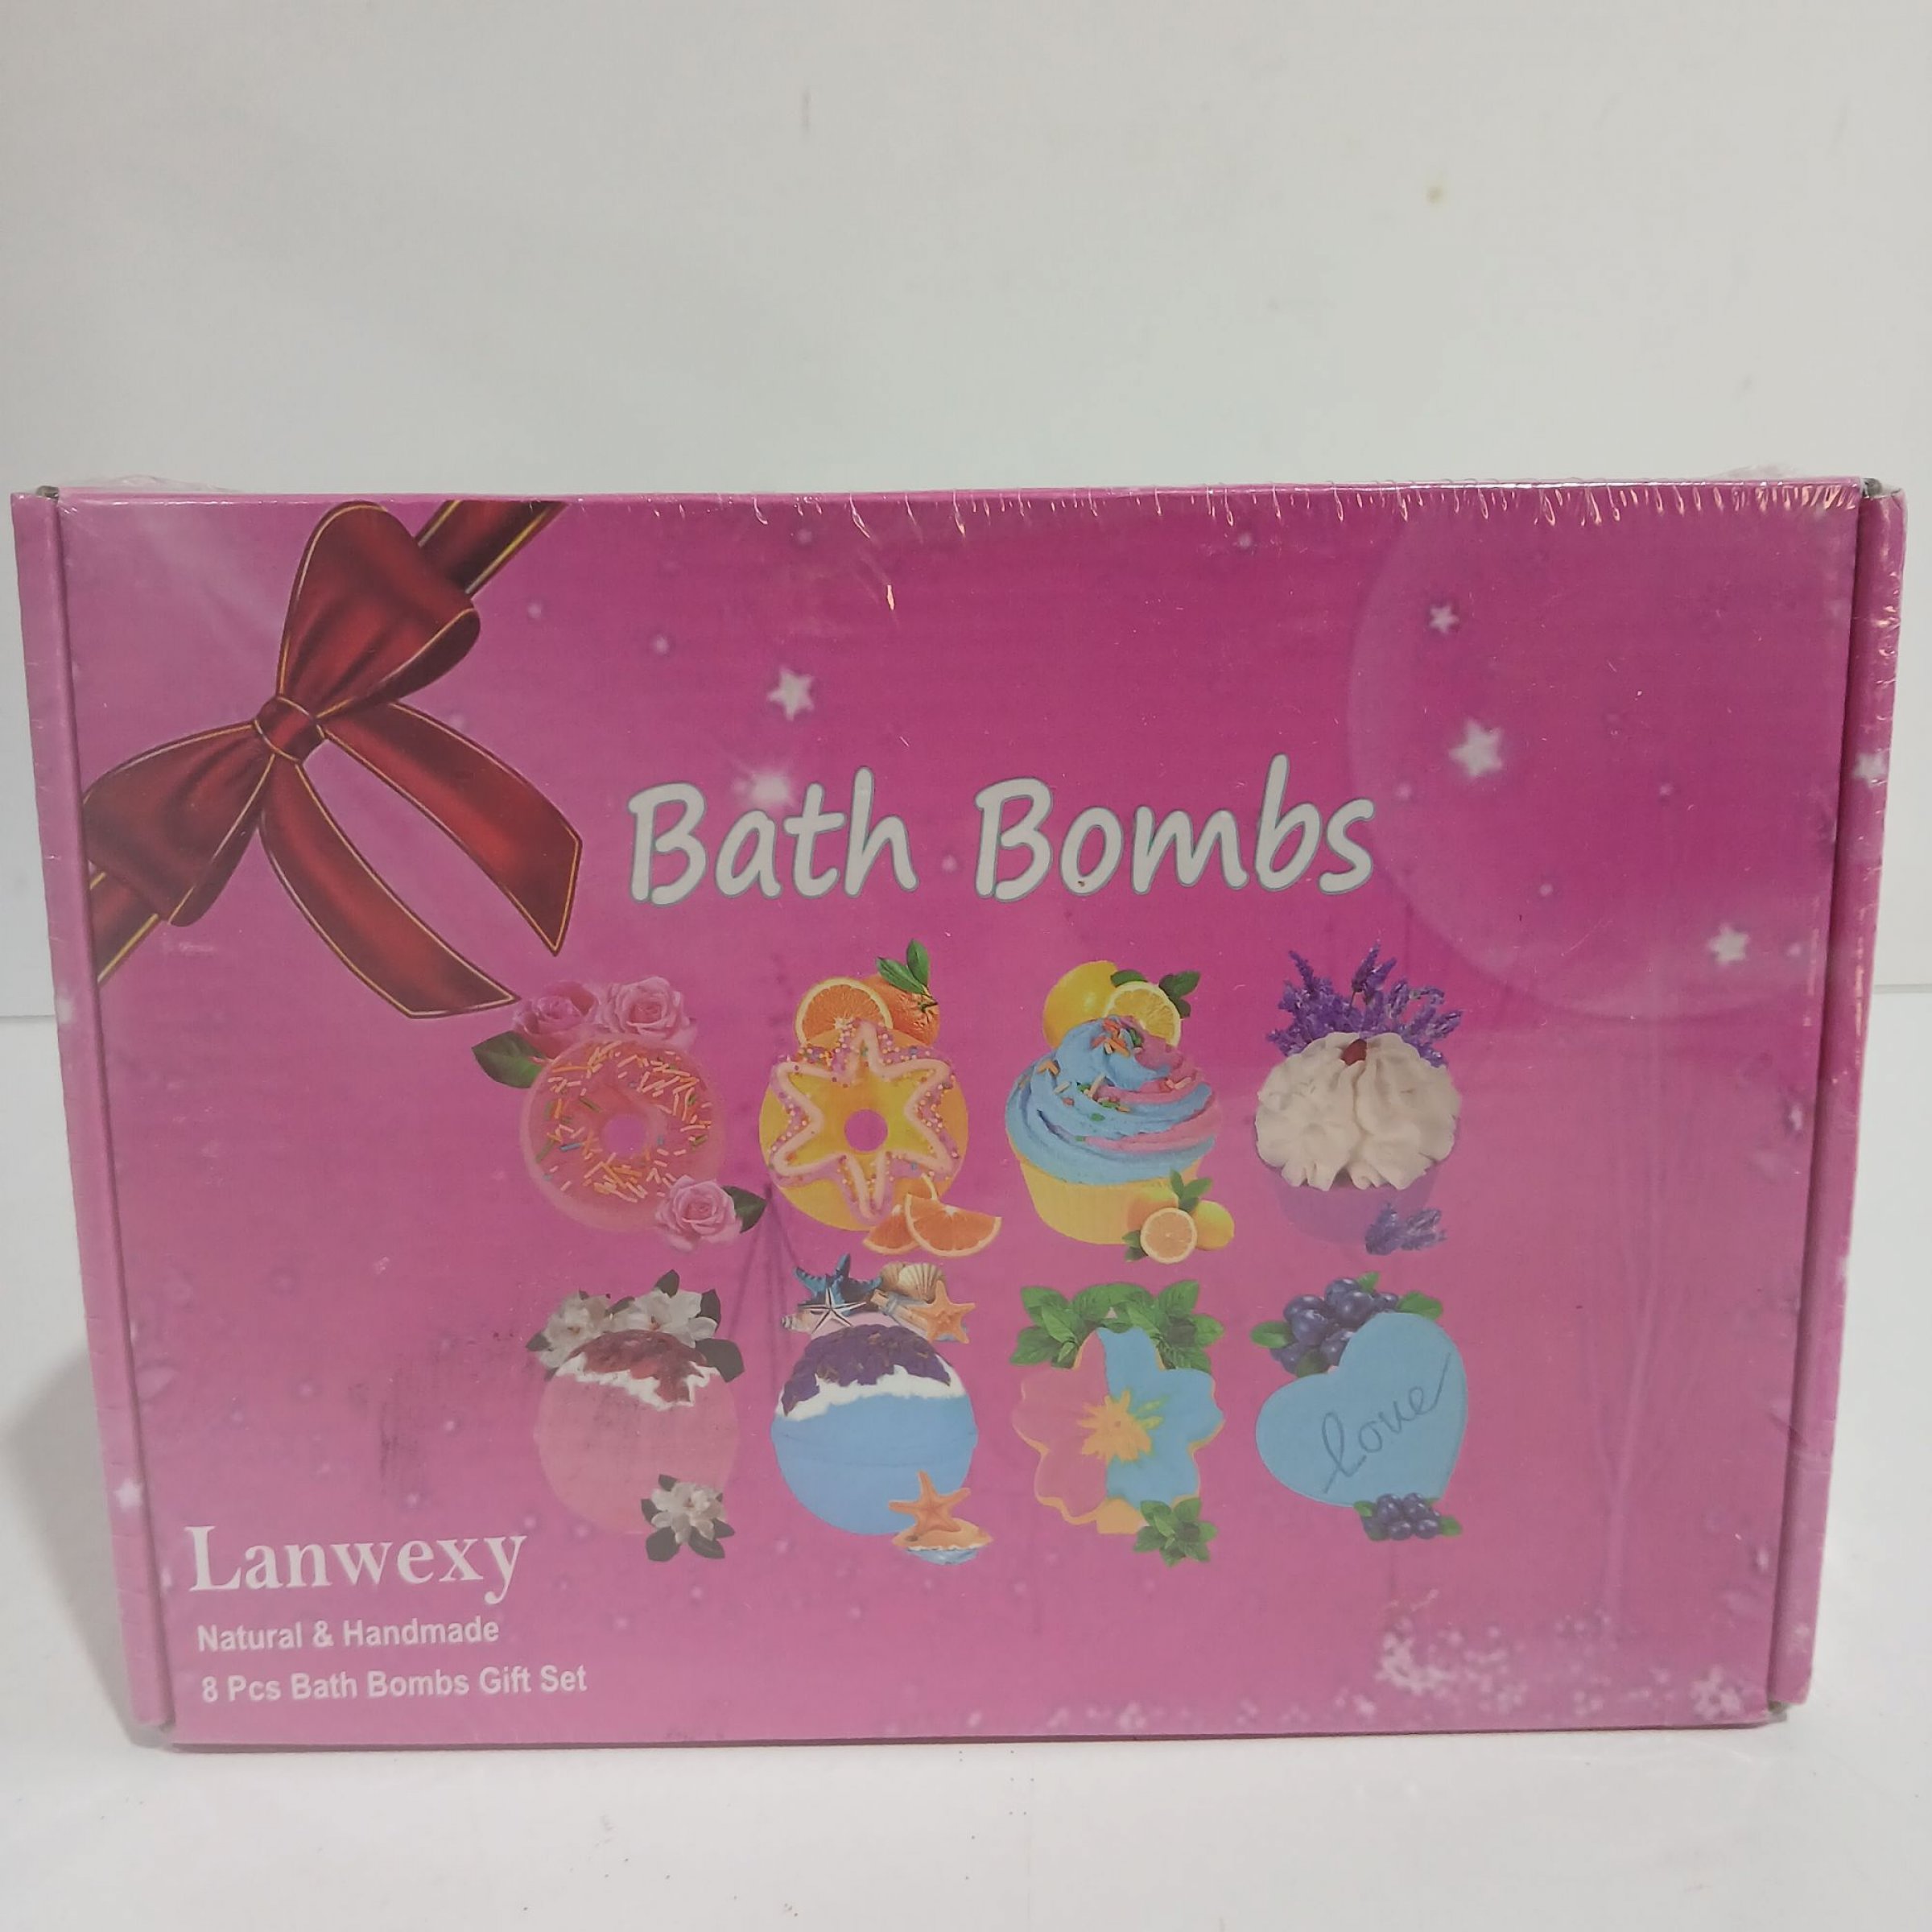 Bath Bombs
love
Lanwexy
Natural & Handmade
8 Pcs Bath Bombs Gift Set